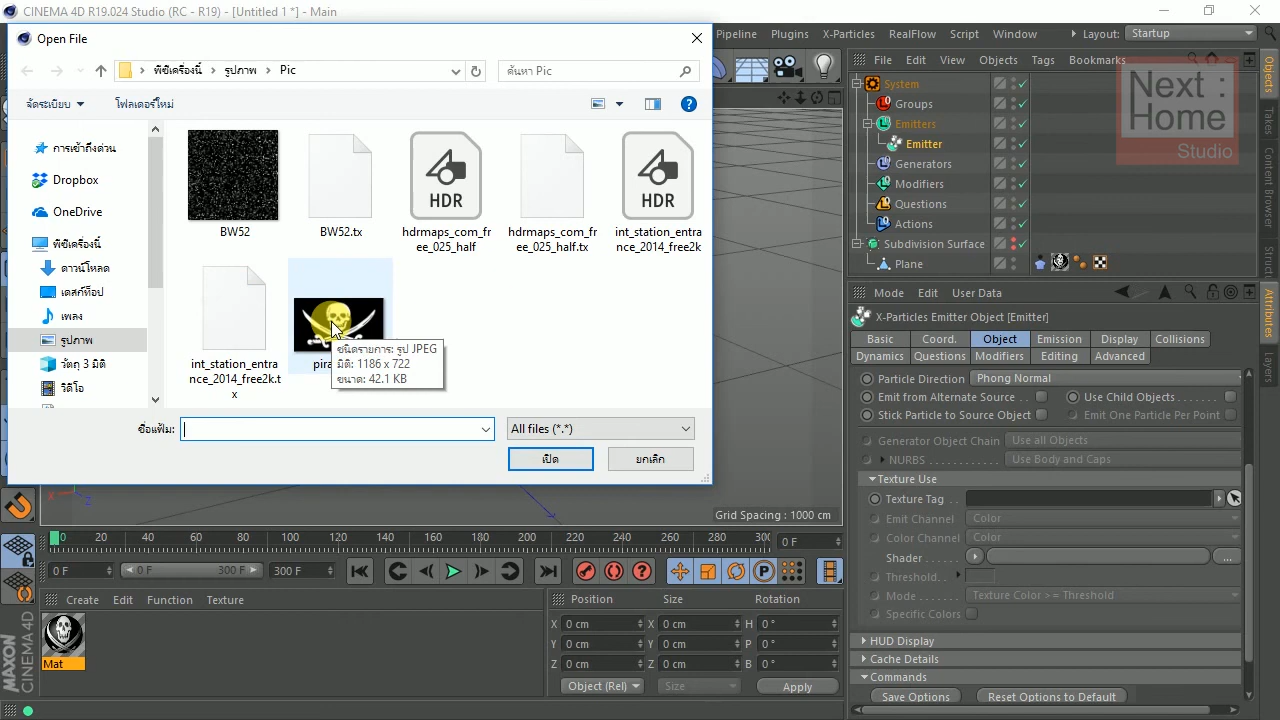 CINEMA 4D R19.024 Studio (RC - R19) - [Untitled 1 *] - Main
Pipeline Plugins X-Particles RealFlow Script Window Layout: Startup
Open File
พีซีเครื่องนี้ รูปภาพ Pic
ค้นหา Pic
จัดระเบียบ โฟลเดอร์ใหม่
การเข้าถึงด่วน
Dropbox
OneDrive
พีซีเครื่องนี้
ดาวน์โหลด
เดสก์ท็อป
เพลง
รูปภาพ
วัตถุ 3 มิติ
วิดีโอ
HDR
HDR
BW52
BW52.tx
hdrmaps_com_fr
ee_025_half
hdrmaps_com_fr
ee_025_half.tx
int_station_entra
nce_2014_free2k
int_station_entra
nce_2014_free2k.t
x
ชนิดรายการ: รูป JPEG
มิติ: 1186 x 722
ขนาด: 42.1 KB
ชื่อแฟ้ม:
All files (*.*)
เปิด
ยกเลิก
File Edit View Objects Tags Bookmarks
System
Groups
Emitters
Emitter
Generators
Modifiers
Questions
Actions
Subdivision Surface
Plane
Next :
Home
Studio
Objects
Takes
Content Browser
Attributes
Layers
Mode Edit User Data
X-Particles Emitter Object [Emitter]
Basic Coord. Object Emission Display Collisions
Dynamics Questions Modifiers Editing Advanced
Particle Direction Phong Normal
Emit from Alternate Source Use Child Objects
Stick Particle to Source Object Emit One Particle Per Point
Generator Object Chain Use all Objects
NURBS Use Body and Caps
Texture Use
Texture Tag
Emit Channel Color
Color Channel Color
Shader ...
Threshold
Mode Texture Color >= Threshold
Specific Colors
HUD Display
Cache Details
Commands
Save Options Reset Options to Default
Grid Spacing : 1000 cm
X Z
0 20 40 60 80 100 120 140 160 180 200 220 240 260 280 0 F
0 F 0 F 300 F 300 F
Create Edit Function Texture
Mat
MAXON
CINEMA 4D
Position Size Rotation
X 0 cm X 0 cm H 0 °
Y 0 cm Y 0 cm P 0 °
Z 0 cm Z 0 cm B 0 °
Object (Rel) Size Apply